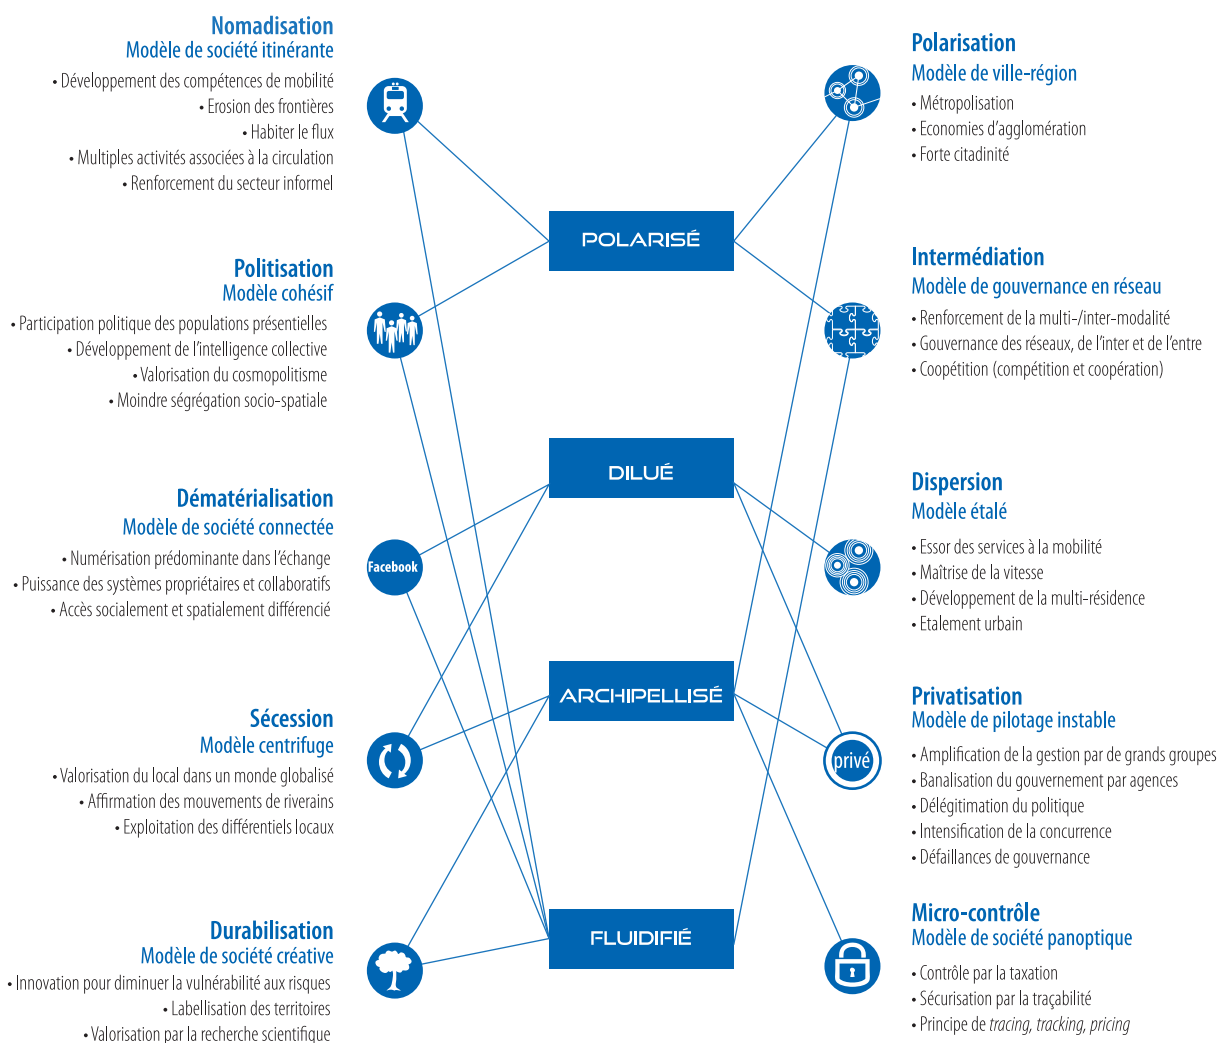 Nomadisation
Modèle de société itinérante
• Développement des compétences de mobilité
• Erosion des frontières
• Habiter le flux
• Multiples activités associées à la circulation
• Renforcement du secteur informel
Politisation
Modèle cohésif
• Participation politique des populations présentielles
• Développement de l'intelligence collective
• Valorisation du cosmopolitisme
• Moindre ségrégation socio-spatiale
Dématérialisation
Modèle de société connectée
• Numérisation prédominante dans l'échange
• Puissance des systèmes propriétaires et collaboratifs
• Accès socialement et spatialement différencié
Facebook
Sécession
Modèle centrifuge
• Valorisation du local dans un monde globalisé
• Affirmation des mouvements de riverains
• Exploitation des différentiels locaux
Durabilisation
Modèle de société créative
• Innovation pour diminuer la vulnérabilité aux risques
• Labellisation des territoires
• Valorisation par la recherche scientifique
POLARISÉ
DILUÉ
ARCHIPELLISÉ
FLUIDIFIÉ
Polarisation
Modèle de ville-région
• Métropolisation
• Economies d'agglomération
• Forte citadinité
Intermédiation
Modèle de gouvernance en réseau
• Renforcement de la multi-/inter-modalité
• Gouvernance des réseaux, de l'inter et de l'entre
• Coopétition (compétition et coopération)
Dispersion
Modèle étalé
• Essor des services à la mobilité
• Maîtrise de la vitesse
• Développement de la multi-résidence
• Etalement urbain
privé
Privatisation
Modèle de pilotage instable
• Amplification de la gestion par de grands groupes
• Banalisation du gouvernement par agences
• Délégitimation du politique
• Intensification de la concurrence
• Défaillances de gouvernance
Micro-contrôle
Modèle de société panoptique
• Contrôle par la taxation
• Sécurisation par la traçabilité
• Principe de tracing, tracking, pricing